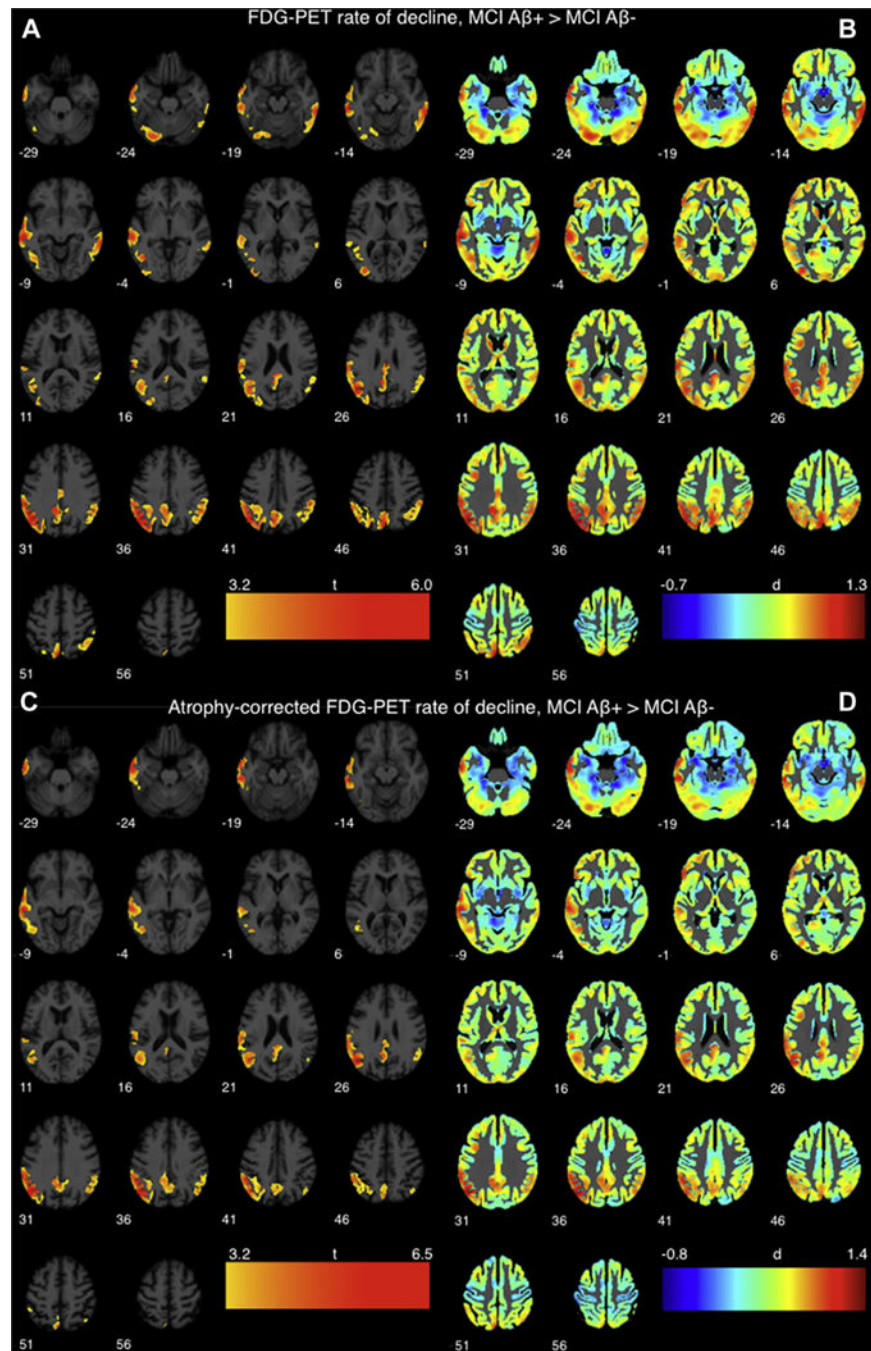 A
FDG-PET rate of decline, MCI Aβ+ > MCI Aβ-
B
-29 -24 -19 -14 -29 -24 -19 -14
-9 -4 -1 6 -9 -4 -1 6
11 16 21 26 11 16 21 26
31 36 41 46 31 36 41 46
3.2 t 6.0 -0.7 d 1.3
51 56 51 56
C
Atrophy-corrected FDG-PET rate of decline, MCI Aβ+ > MCI Aβ-
D
-29 -24 -19 -14 -29 -24 -19 -14
-9 -4 -1 6 -9 -4 -1 6
11 16 21 26 11 16 21 26
31 36 41 46 31 36 41 46
3.2 t 6.5 -0.8 d 1.4
51 56 51 56